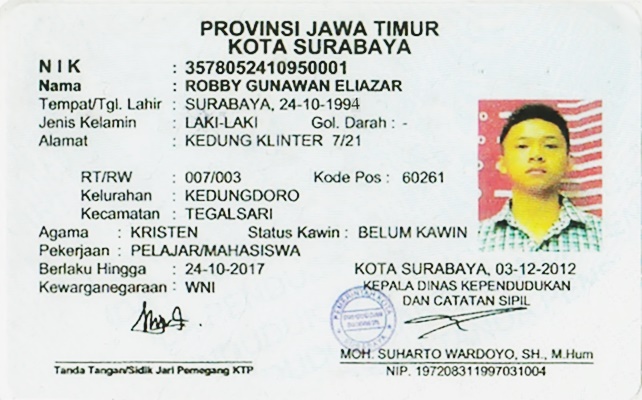 PROVINSI JAWA TIMUR
KOTA SURABAYA
NIK : 3578052410950001
Nama : ROBBY GUNAWAN ELIAZAR
Tempat/Tgl. Lahir : SURABAYA, 24-10-1994
Jenis Kelamin : LAKI-LAKI Gol. Darah : -
Alamat : KEDUNG KLINTER 7/21
RT/RW : 007/003 Kode Pos : 60261
Kelurahan : KEDUNGDORO
Kecamatan : TEGALSARI
Agama : KRISTEN Status Kawin : BELUM KAWIN
Pekerjaan : PELAJAR/MAHASISWA
Berlaku Hingga : 24-10-2017
Kewarganegaraan : WNI
KOTA SURABAYA, 03-12-2012
KEPALA DINAS KEPENDUDUKAN
DAN CATATAN SIPIL
MOH. SUHARTO WARDOYO, SH., M.Hum
NIP. 197208311997031004
Tanda Tangan/Sidik Jari Pemegang KTP